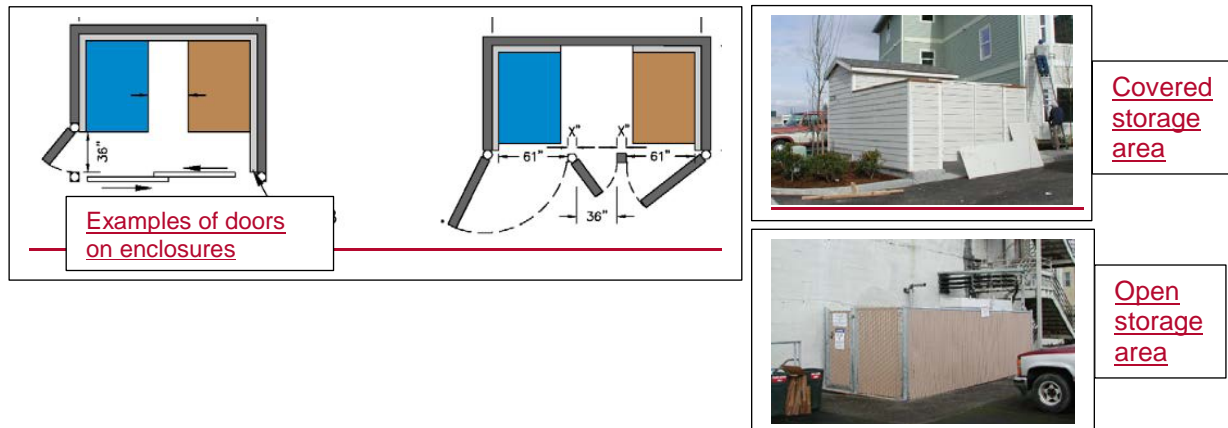 36"
Examples of doors
on enclosures
X" X"
61" 61"
36"
Covered
storage
area
Open
storage
area